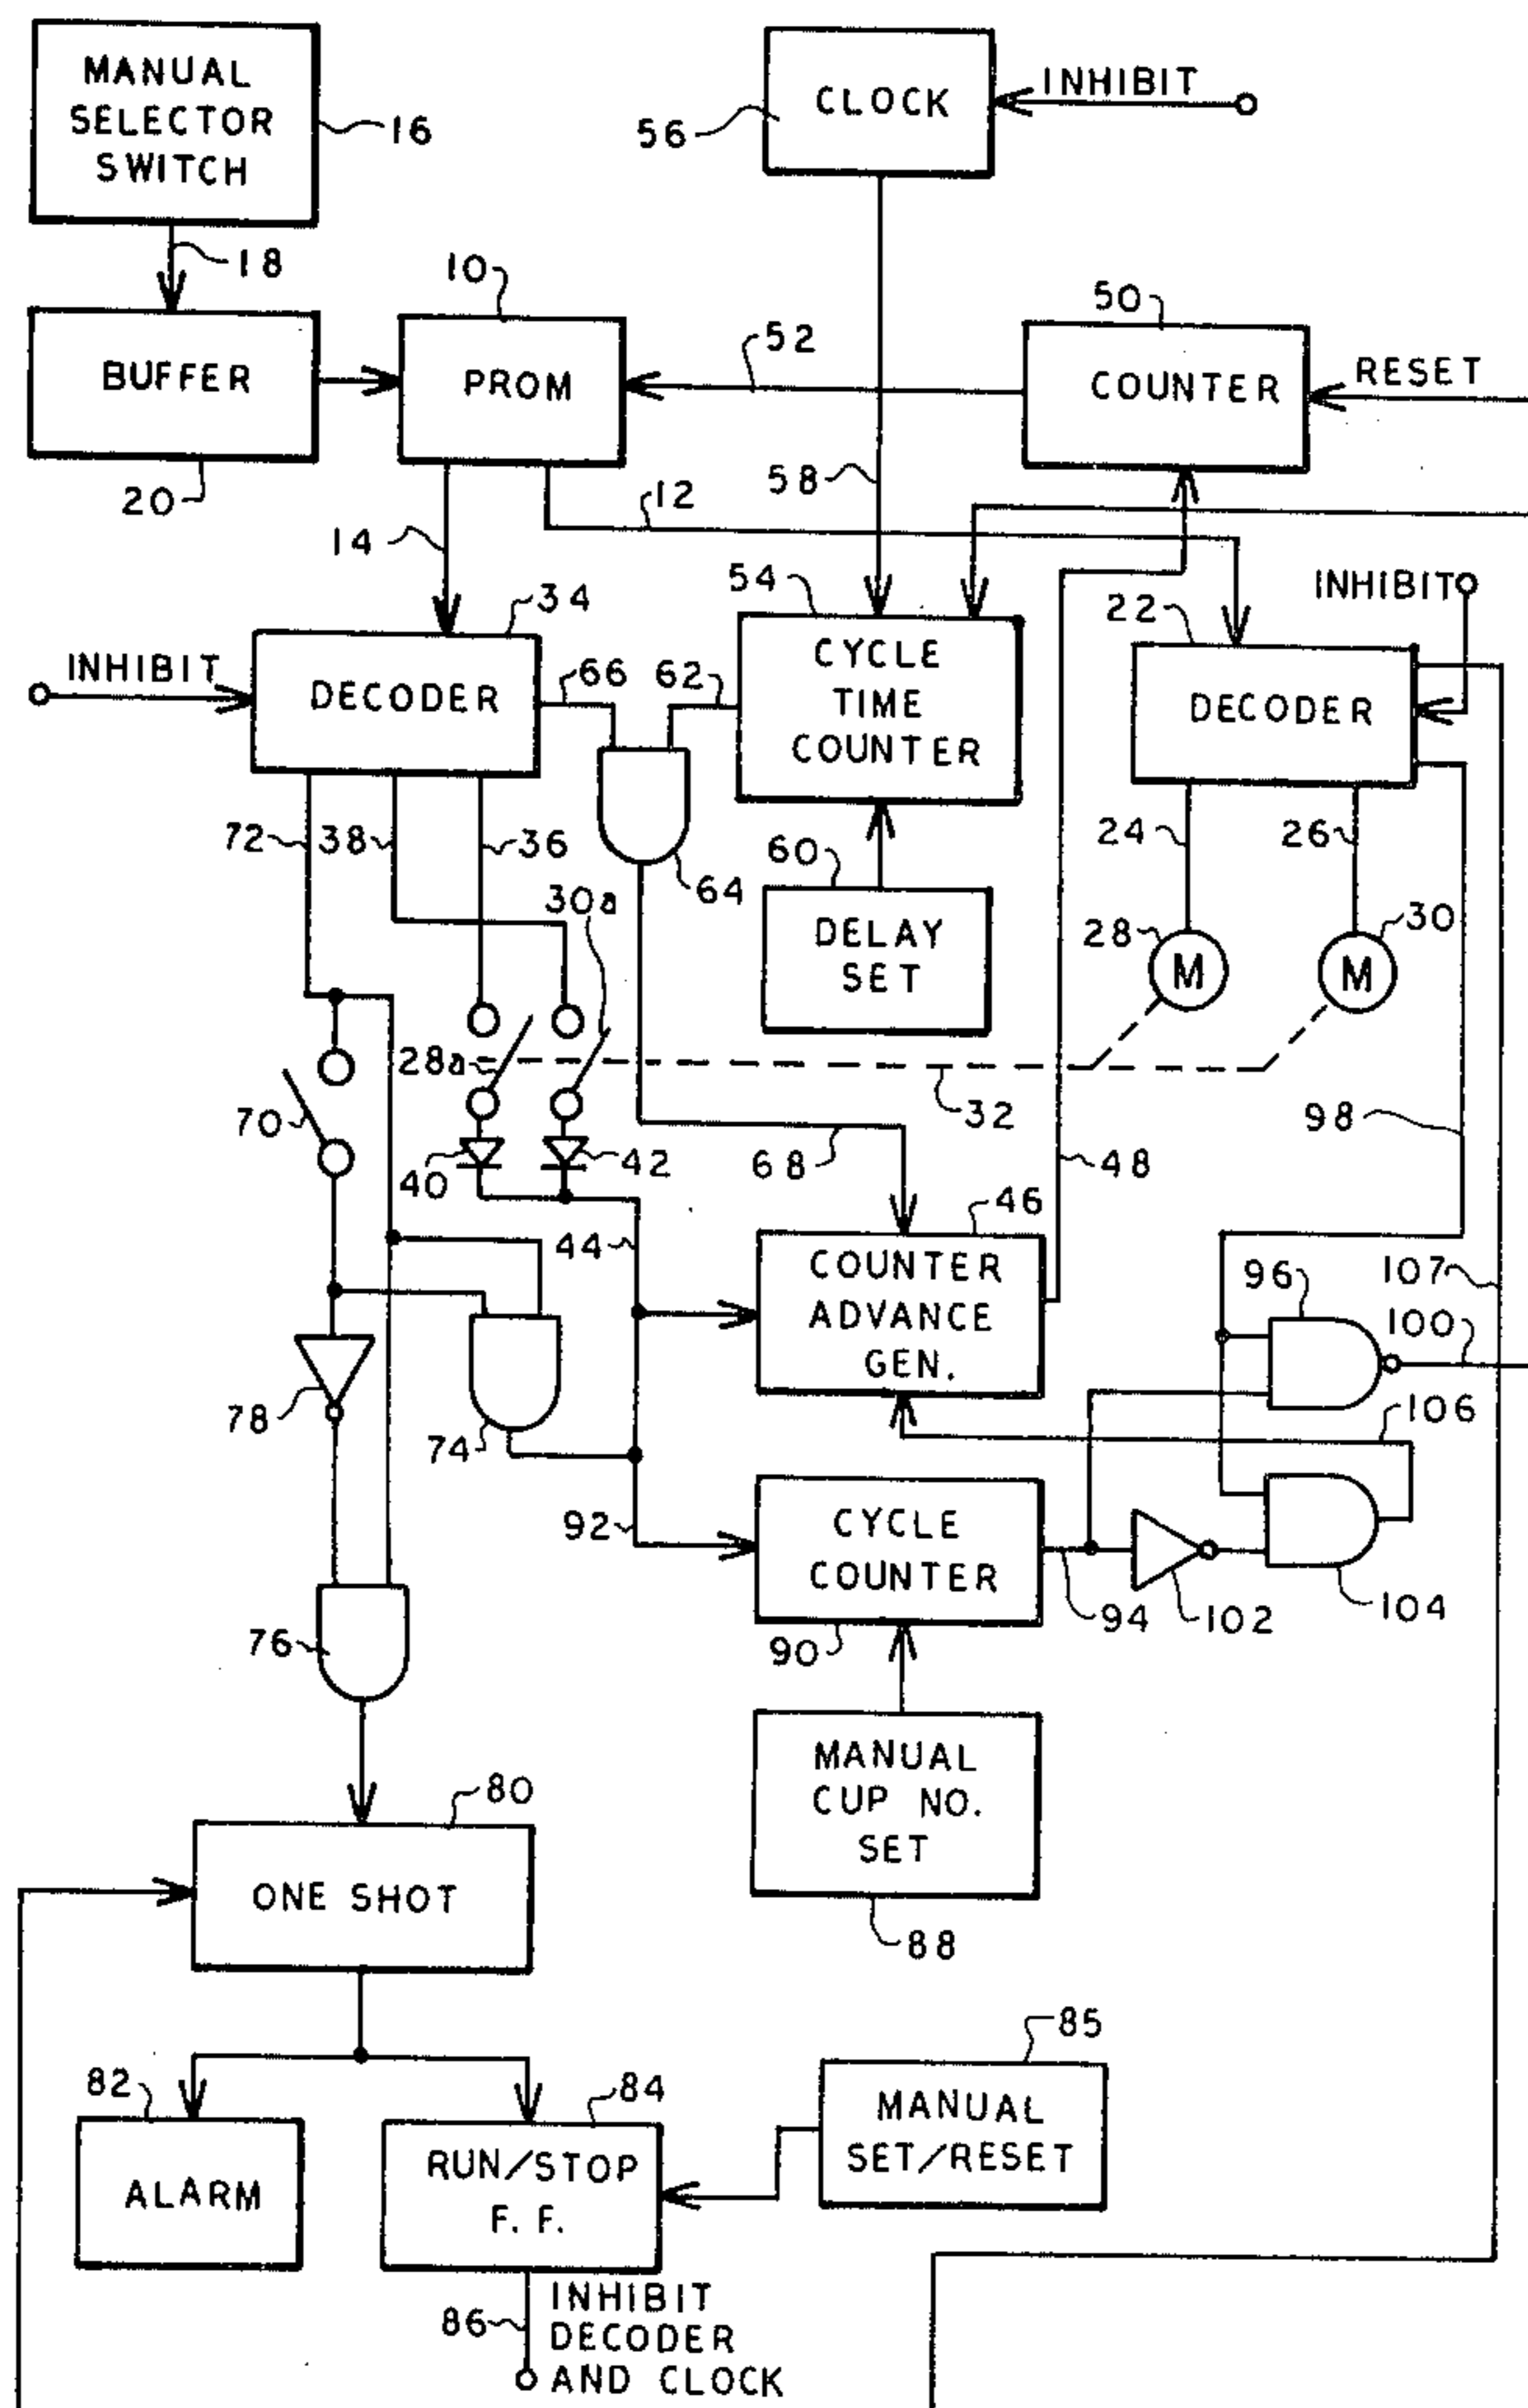 MANUAL
SELECTOR
SWITCH
16
CLOCK
INHIBIT
56
18
10
50
BUFFER
PROM
52
COUNTER
RESET
20
58
12
14
54
INHIBIT
34
22
INHIBIT
DECODER
66
62
CYCLE
TIME
COUNTER
DECODER
72
38
36
60
24
26
64
30a
DELAY
SET
28
M
M
30
28a
70
32
98
40
42
68
48
44
46
COUNTER
ADVANCE
GEN.
96
107
100
78
74
106
92
CYCLE
COUNTER
76
90
94
102
104
MANUAL
CUP NO.
SET
80
ONE SHOT
88
85
82
84
MANUAL
SET/RESET
ALARM
RUN/STOP
F. F.
86
INHIBIT
DECODER
AND CLOCK